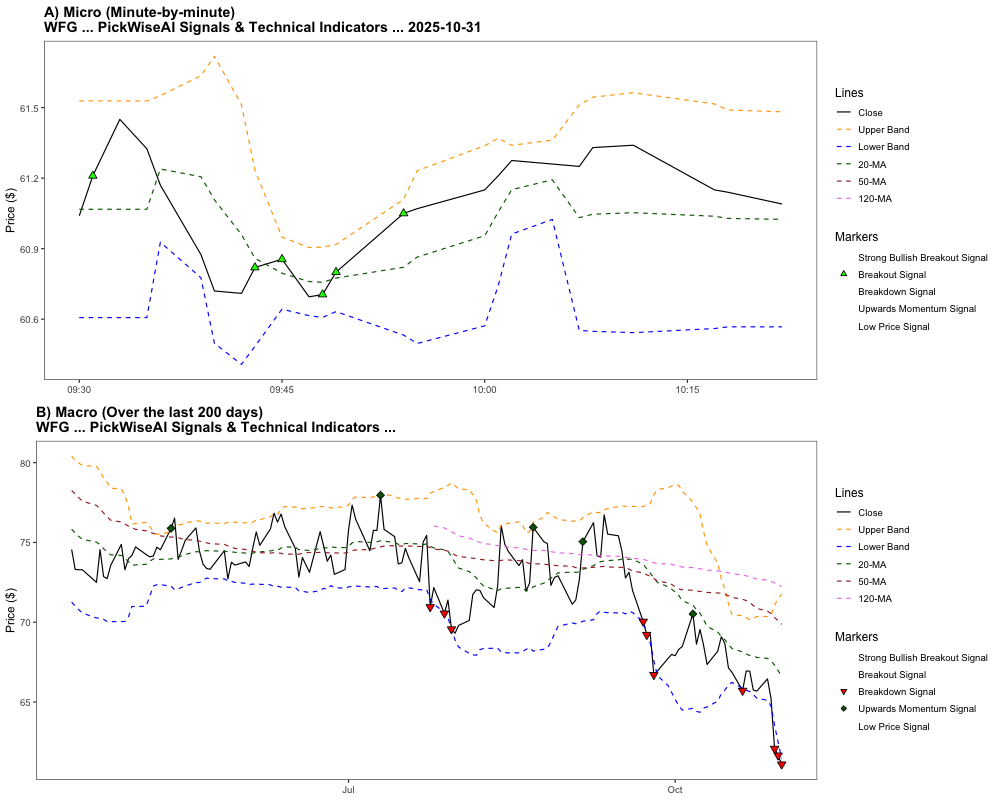 A) Micro (Minute-by-minute)
WFG ... PickWiseAI Signals & Technical Indicators ... 2025-10-31
Price ($)
61.5
61.2
60.9
60.6
09:30
09:45
10:00
10:15
Lines
Close
Upper Band
Lower Band
20-MA
50-MA
120-MA
Markers
Strong Bullish Breakout Signal
Breakout Signal
Breakdown Signal
Upwards Momentum Signal
Low Price Signal
B) Macro (Over the last 200 days)
WFG ... PickWiseAI Signals & Technical Indicators ...
Price ($)
80
75
70
65
Jul
Oct
Lines
Close
Upper Band
Lower Band
20-MA
50-MA
120-MA
Markers
Strong Bullish Breakout Signal
Breakout Signal
Breakdown Signal
Upwards Momentum Signal
Low Price Signal